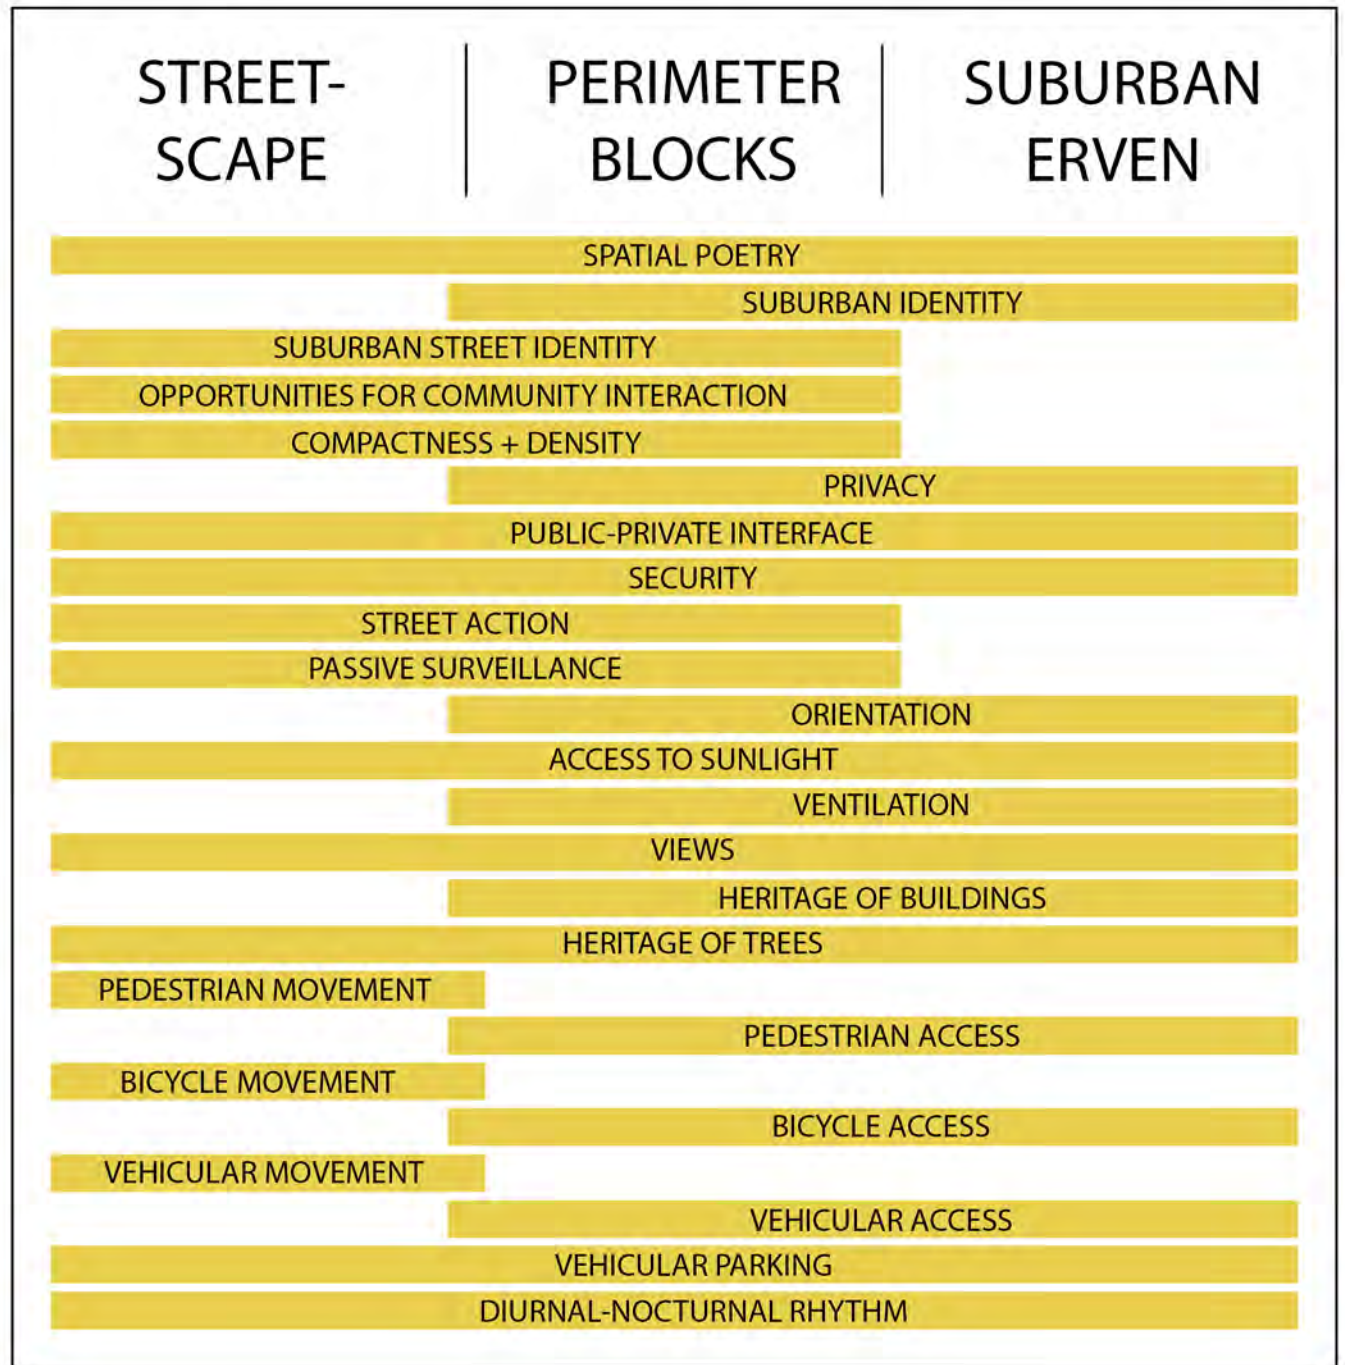 STREET-
SCAPE
PERIMETER
BLOCKS
SUBURBAN
ERVEN
SPATIAL POETRY
SUBURBAN IDENTITY
SUBURBAN STREET IDENTITY
OPPORTUNITIES FOR COMMUNITY INTERACTION
COMPACTNESS + DENSITY
PRIVACY
PUBLIC-PRIVATE INTERFACE
SECURITY
STREET ACTION
PASSIVE SURVEILLANCE
ORIENTATION
ACCESS TO SUNLIGHT
VENTILATION
VIEWS
HERITAGE OF BUILDINGS
HERITAGE OF TREES
PEDESTRIAN MOVEMENT
PEDESTRIAN ACCESS
BICYCLE MOVEMENT
BICYCLE ACCESS
VEHICULAR MOVEMENT
VEHICULAR ACCESS
VEHICULAR PARKING
DIURNAL-NOCTURNAL RHYTHM